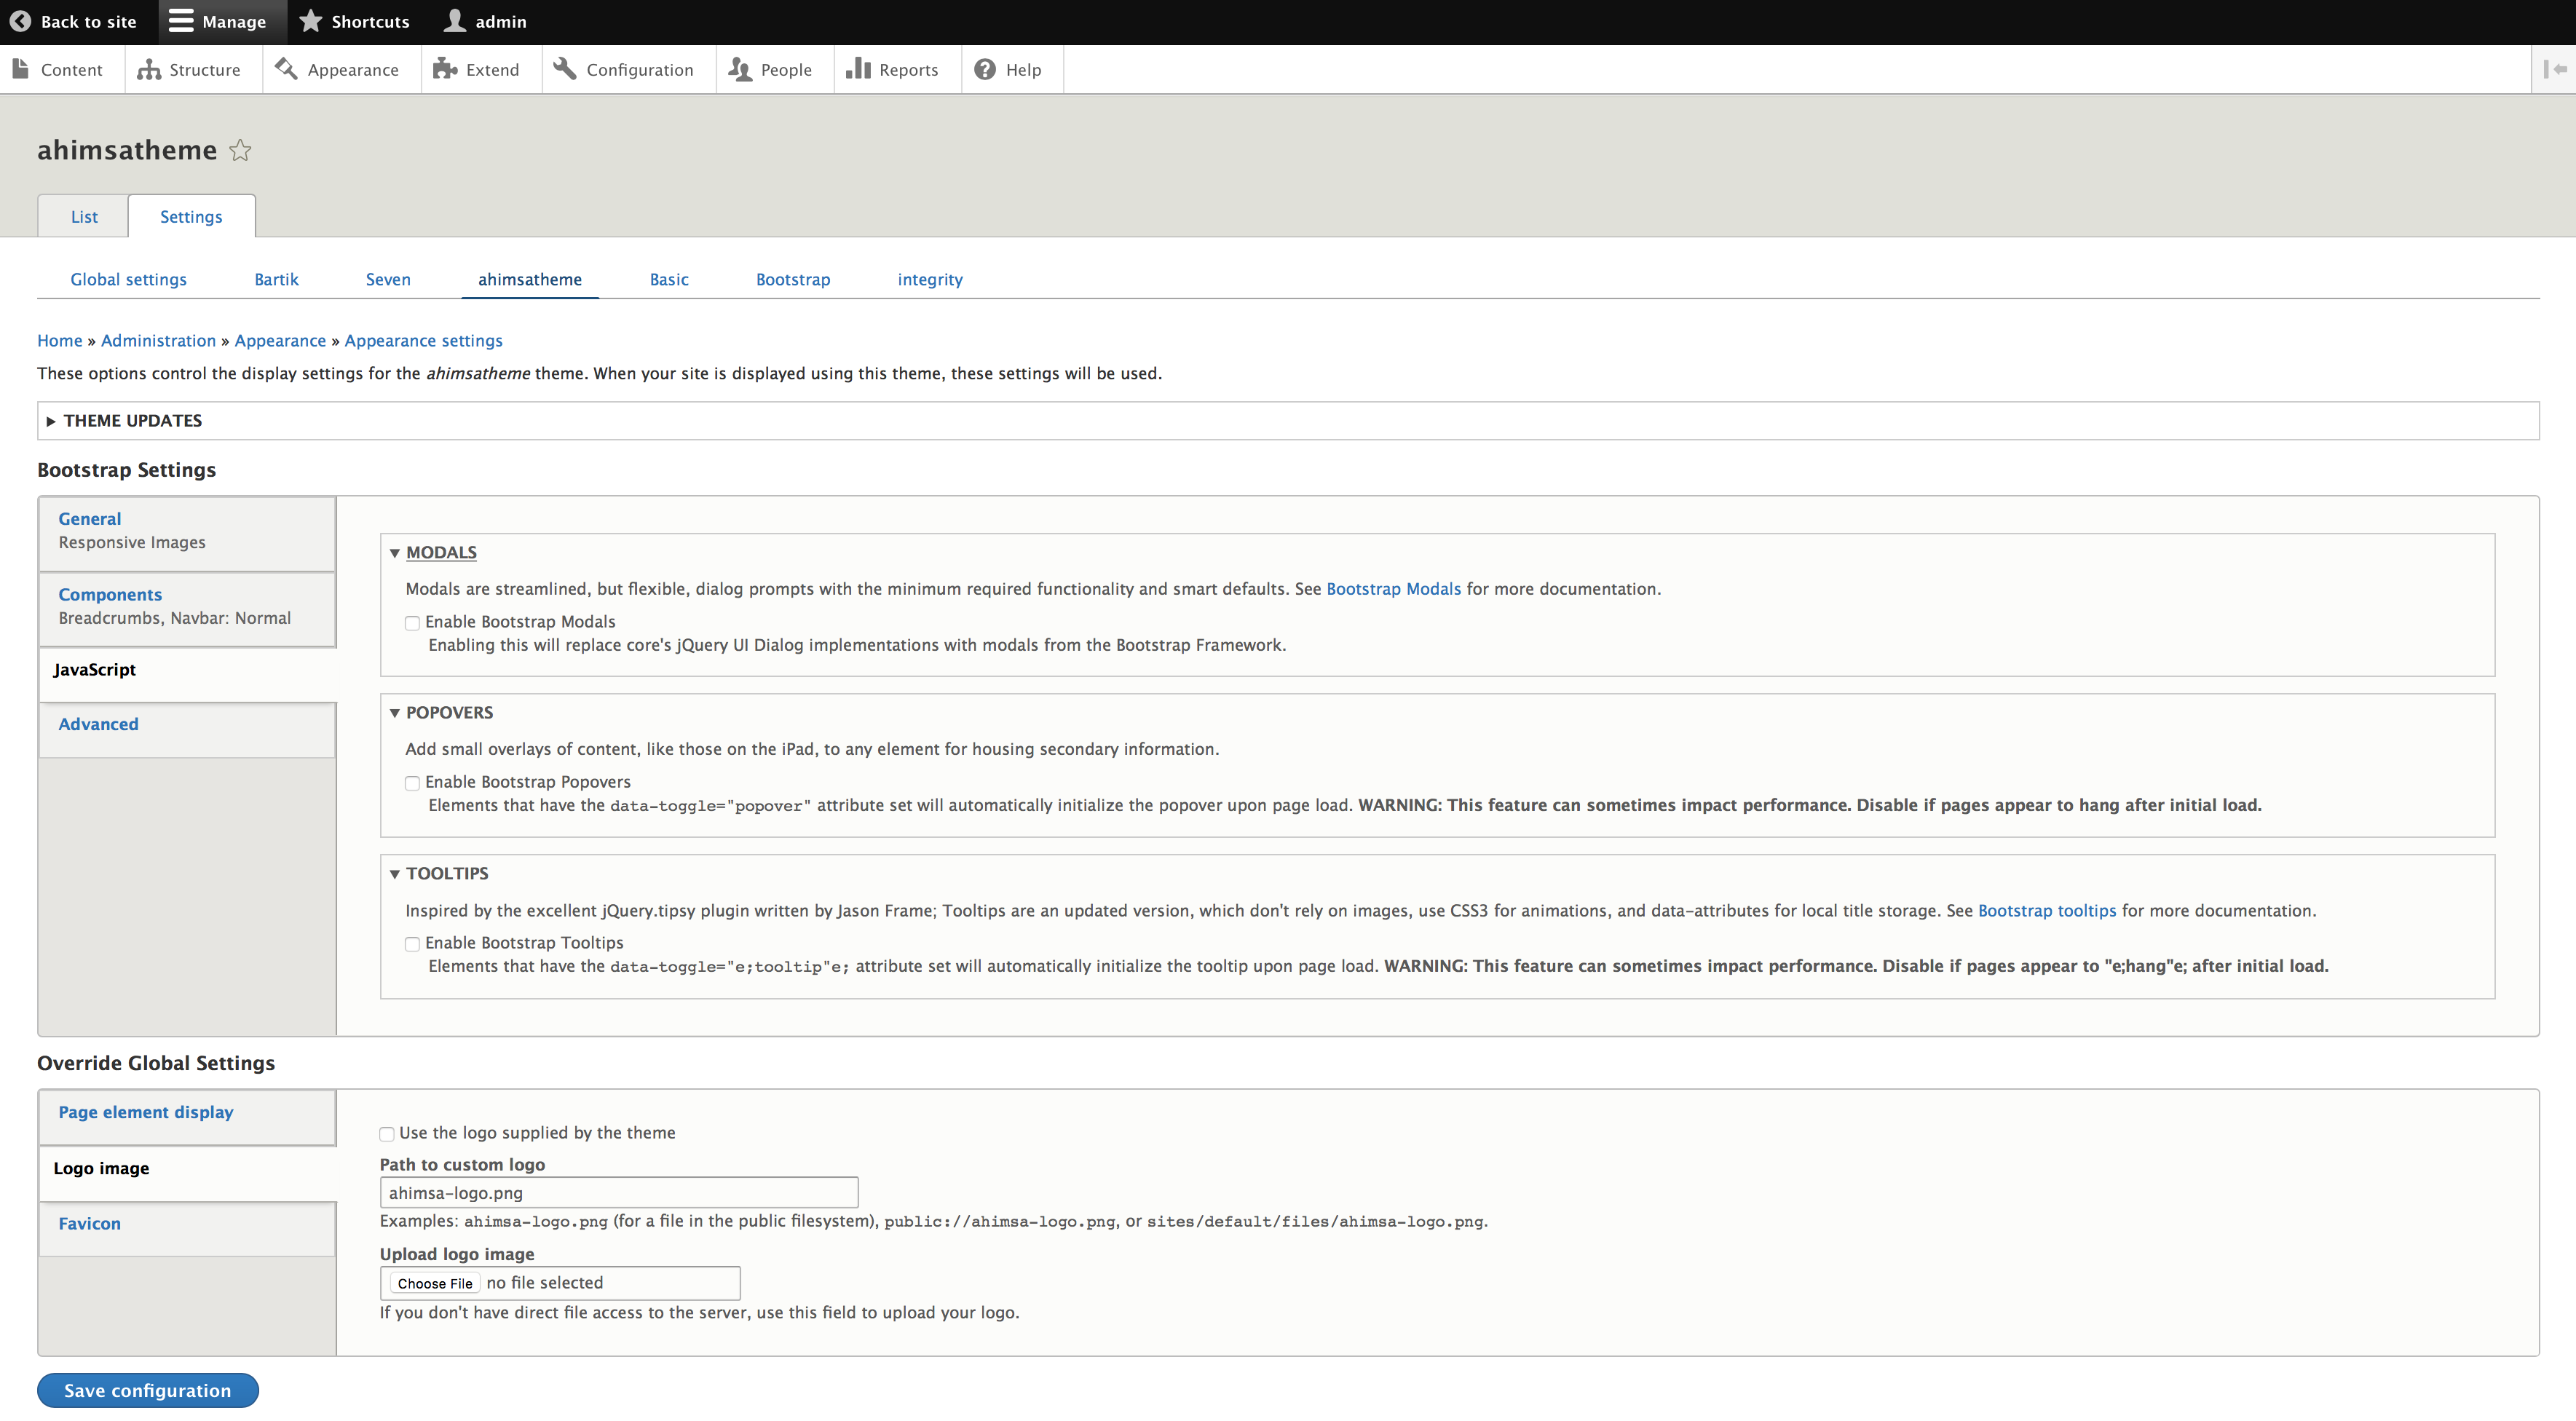 Back to site Manage Shortcuts admin
Content Structure Appearance Extend Configuration People Reports Help
ahimsatheme
List Settings
Global settings Bartik Seven ahimsatheme Basic Bootstrap integrity
Home » Administration » Appearance » Appearance settings
These options control the display settings for the ahimsatheme theme. When your site is displayed using this theme, these settings will be used.
THEME UPDATES
Bootstrap Settings
General
Responsive Images
Components
Breadcrumbs, Navbar: Normal
JavaScript
Advanced
MODALS
Modals are streamlined, but flexible, dialog prompts with the minimum required functionality and smart defaults. See Bootstrap Modals for more documentation.
Enable Bootstrap Modals
Enabling this will replace core's jQuery UI Dialog implementations with modals from the Bootstrap Framework.
POPOVERS
Add small overlays of content, like those on the iPad, to any element for housing secondary information.
Enable Bootstrap Popovers
Elements that have the data-toggle="popover" attribute set will automatically initialize the popover upon page load. WARNING: This feature can sometimes impact performance. Disable if pages appear to hang after initial load.
TOOLTIPS
Inspired by the excellent jQuery.tipsy plugin written by Jason Frame; Tooltips are an updated version, which don't rely on images, use CSS3 for animations, and data-attributes for local title storage. See Bootstrap tooltips for more documentation.
Enable Bootstrap Tooltips
Elements that have the data-toggle="e;tooltip"e; attribute set will automatically initialize the tooltip upon page load. WARNING: This feature can sometimes impact performance. Disable if pages appear to "e;hang"e; after initial load.
Override Global Settings
Page element display
Logo image
Favicon
Use the logo supplied by the theme
Path to custom logo
ahimsa-logo.png
Examples: ahimsa-logo.png (for a file in the public filesystem), public://ahimsa-logo.png, or sites/default/files/ahimsa-logo.png.
Upload logo image
Choose File no file selected
If you don't have direct file access to the server, use this field to upload your logo.
Save configuration